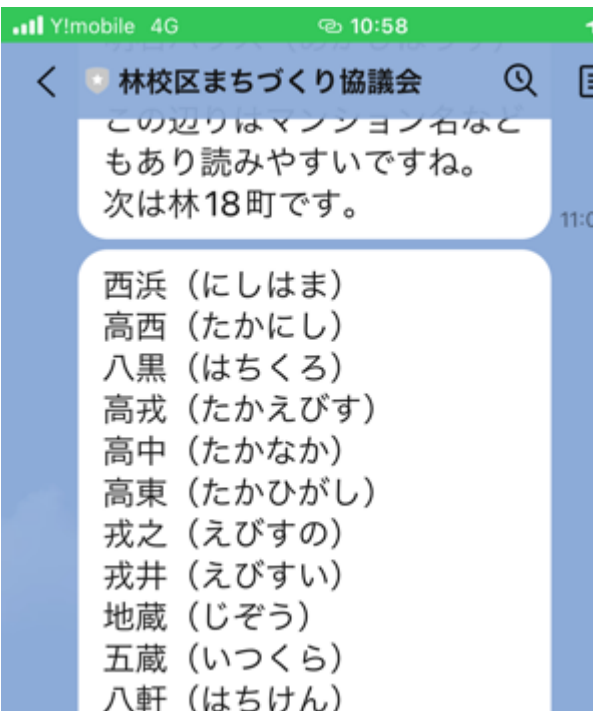 Y!mobile 4G 10:58
林校区まちづくり協議会
この辺りはマンション名など
もあり読みやすいですね。
次は林18町です。
西浜（にしはま）
高西（たかにし）
八黒（はちくろ）
高戎（たかえびす）
高中（たかなか）
高東（たかひがし）
戎之（えびすの）
戎井（えびすい）
地蔵（じぞう）
五蔵（いつくら）
八軒（はちけん）